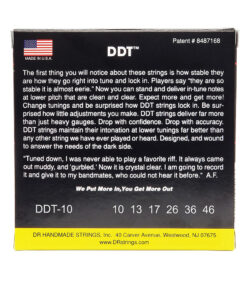 Patent # 8487168
DDT™
MADE IN U.S.A.
The first thing you will notice about these strings is how stable they
are how they go right into tune and lock in. Players say “they are so
stable it is almost eerie.” Now you can stand and deliver in-tune notes
at lower pitch that are clean and clear. Expect more and get more!
Change tunings and be surprised how DDT strings lock in. Be sur-
prised how little adjustments you make. DDT strings deliver far more
than just heavy gauges. Drop with confidence. Drop with accuracy.
DDT strings maintain their intonation at lower tunings far better than
any other string we have ever played or heard. Designed, and wound
to answer the needs of the dark side.
“Tuned down, I was never able to play a favorite riff. It always came
out muddy, and ‘gurbled.’ Now it is crystal clear. I am going to record
it and give it to my bandmates, who could not hear it before.” A.F.
We Put More In,You Get More Out
DDT-10 10 13 17 26 36 46
DR HANDMADE STRINGS, Inc. 40 Carver Avenue, Westwood, NJ 07675
www.DRstrings.com